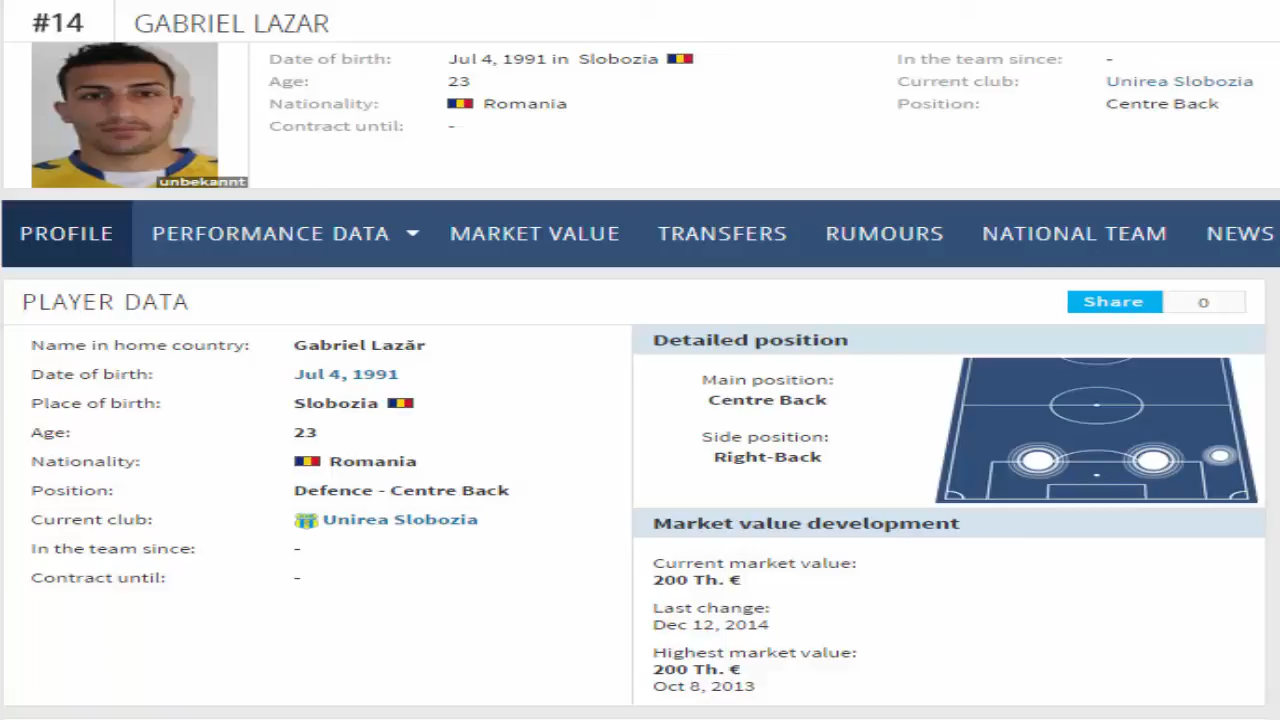 #14 GABRIEL LAZAR
Date of birth: Jul 4, 1991 in Slobozia
Age: 23
Nationality: Romania
Contract until: -
In the team since: -
Current club: Unirea Slobozia
Position: Centre Back
unbekannt
PROFILE PERFORMANCE DATA MARKET VALUE TRANSFERS RUMOURS NATIONAL TEAM NEWS
PLAYER DATA
Share 0
Name in home country: Gabriel Lazăr
Date of birth: Jul 4, 1991
Place of birth: Slobozia
Age: 23
Nationality: Romania
Position: Defence - Centre Back
Current club: Unirea Slobozia
In the team since: -
Contract until: -
Detailed position
Main position:
Centre Back
Side position:
Right-Back
Market value development
Current market value:
200 Th. €
Last change:
Dec 12, 2014
Highest market value:
200 Th. €
Oct 8, 2013